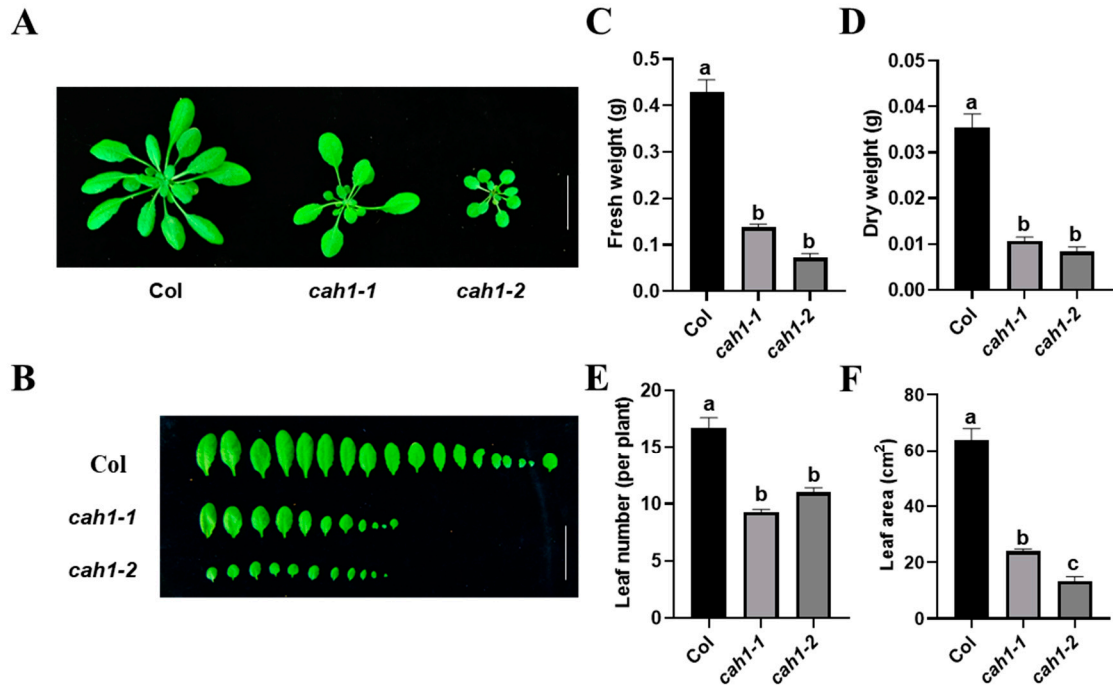 A
Col cah1-1 cah1-2
B
Col
cah1-1
cah1-2
C
Fresh weight (g)
0.5
0.4
0.3
0.2
0.1
0.0
a
b
b
Col cah1-1 cah1-2
D
Dry weight (g)
0.05
0.04
0.03
0.02
0.01
0.00
a
b
b
Col cah1-1 cah1-2
E
Leaf number (per plant)
20
15
10
5
0
a
b
b
Col cah1-1 cah1-2
F
Leaf area (cm²)
80
60
40
20
0
a
b
c
Col cah1-1 cah1-2